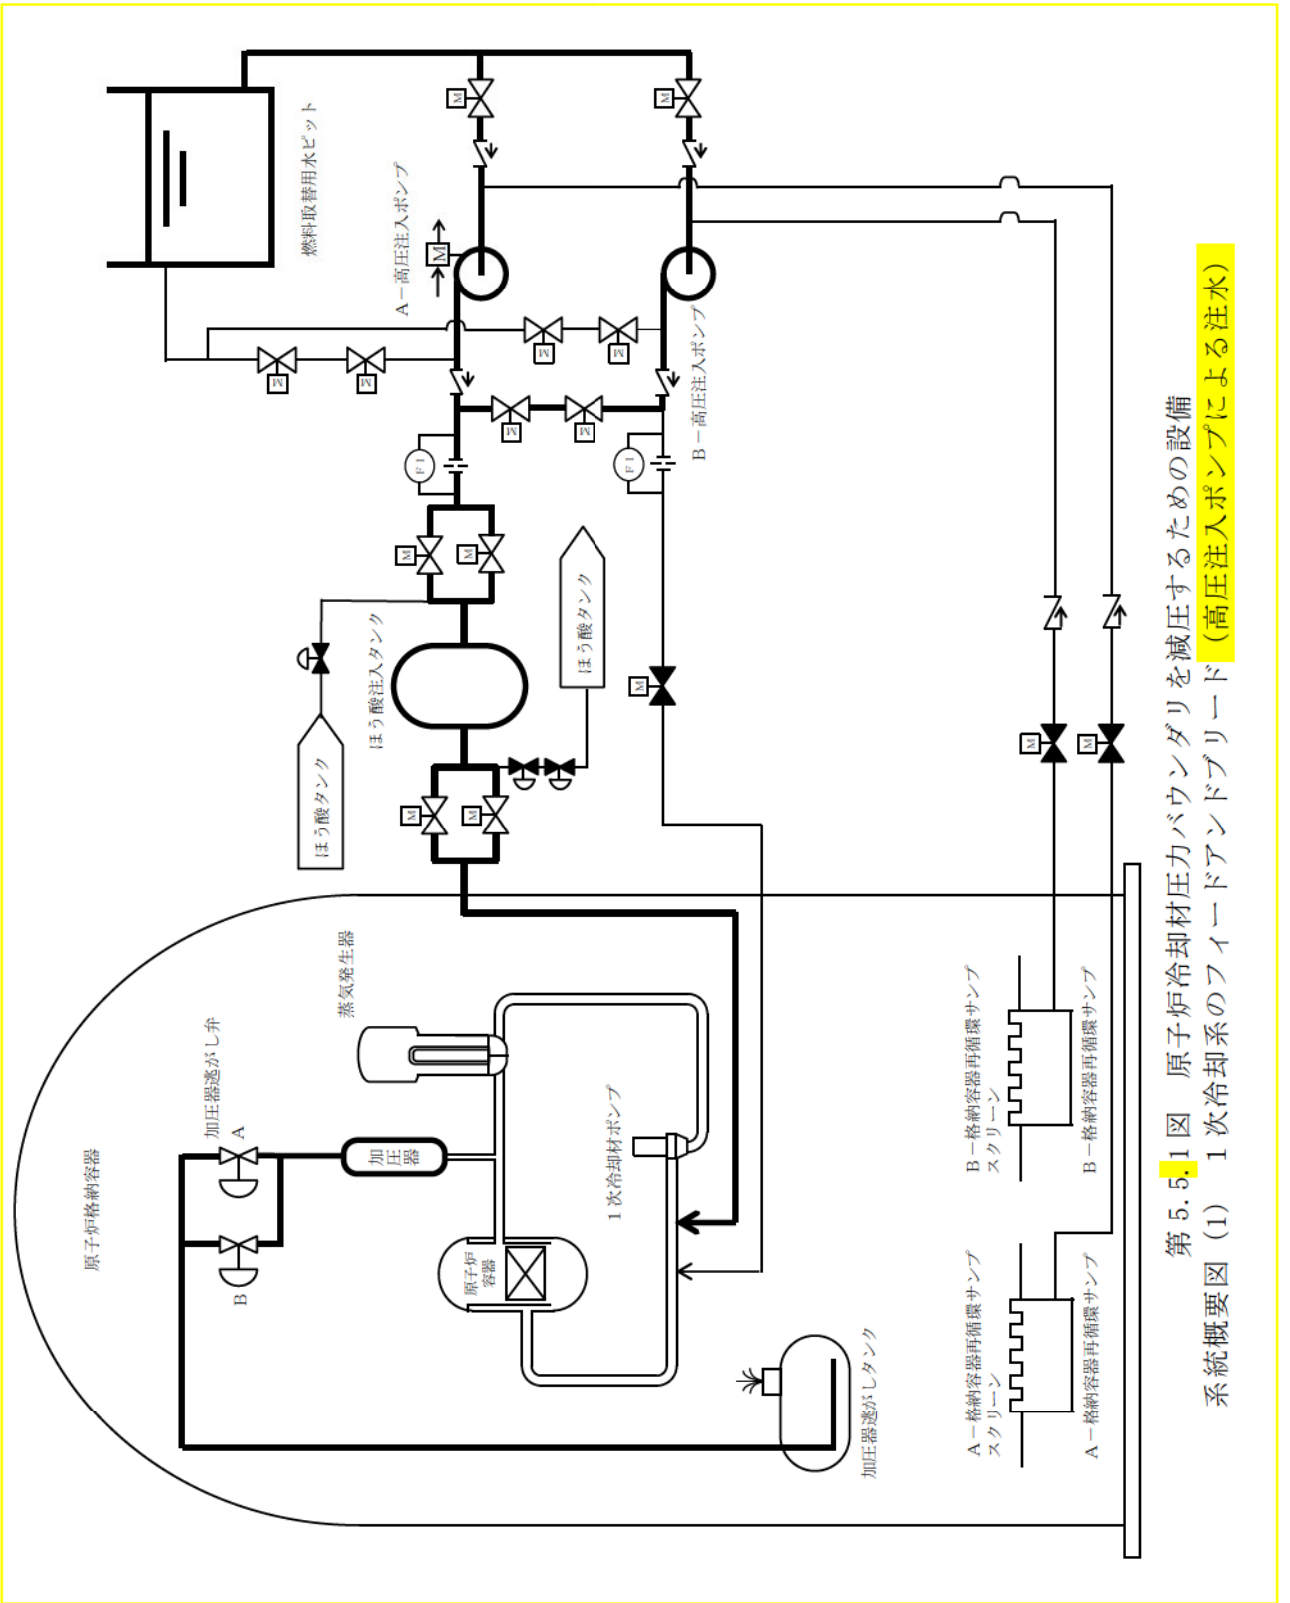 原子炉格納容器
加圧器逃がし弁
A
B
加圧器
蒸気発生器
原子炉
容器
1次冷却材ポンプ
加圧器逃がしタンク
ほう酸タンク
ほう酸注入タンク
ほう酸タンク
燃料取替用水ピット
A－高圧注入ポンプ
B－高圧注入ポンプ
M
M
M
M
M
M
M
M
M
FI
FI
M
M
M
M
M
M
M
A－格納容器再循環サンプ
スクリーン
A－格納容器再循環サンプ
B－格納容器再循環サンプ
スクリーン
B－格納容器再循環サンプ
第5.5.1図 原子炉冷却材圧力バウンダリを減圧するための設備
系統概要図 (1) 1次冷却系のフィードアンドブリード (高圧注入ポンプによる注水)